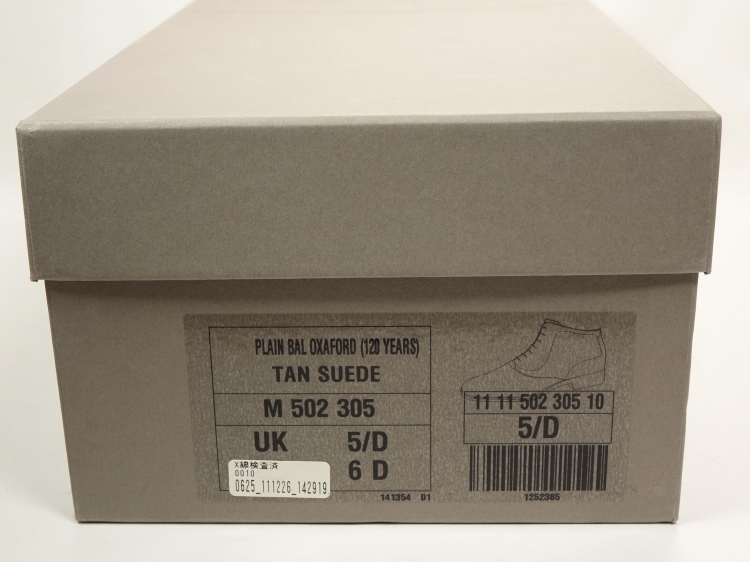 PLAIN BAL OXAFORD (120 YEARS)
TAN SUEDE
M 502 305
UK 5/D
6 D
X線検査済
0010
0625_111226_142919
141354 01
11 11 502 305 10
5/D
1252385